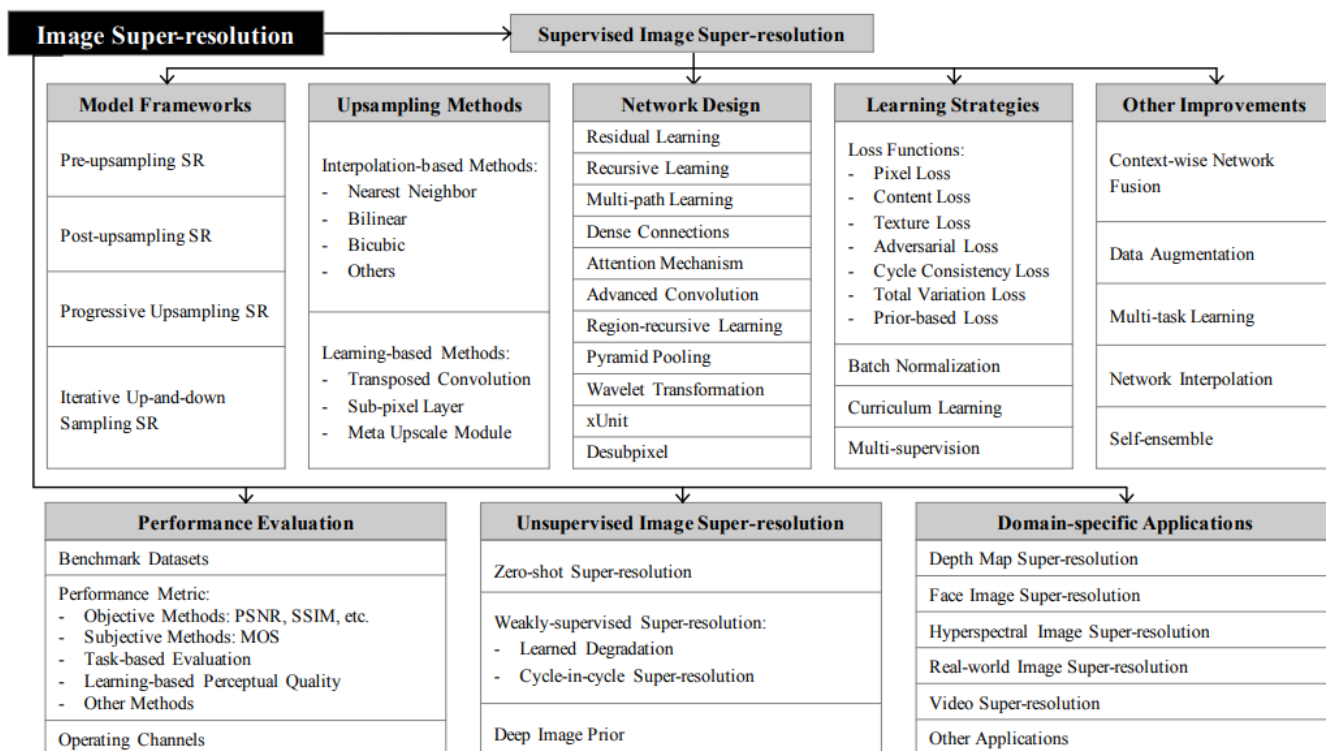 Image Super-resolution
Supervised Image Super-resolution
Model Frameworks
Pre-upsampling SR
Post-upsampling SR
Progressive Upsampling SR
Iterative Up-and-down
Sampling SR
Upsampling Methods
Interpolation-based Methods:
- Nearest Neighbor
- Bilinear
- Bicubic
- Others
Learning-based Methods:
- Transposed Convolution
- Sub-pixel Layer
- Meta Upscale Module
Network Design
Residual Learning
Recursive Learning
Multi-path Learning
Dense Connections
Attention Mechanism
Advanced Convolution
Region-recursive Learning
Pyramid Pooling
Wavelet Transformation
xUnit
Desubpixel
Learning Strategies
Loss Functions:
- Pixel Loss
- Content Loss
- Texture Loss
- Adversarial Loss
- Cycle Consistency Loss
- Total Variation Loss
- Prior-based Loss
Batch Normalization
Curriculum Learning
Multi-supervision
Other Improvements
Context-wise Network
Fusion
Data Augmentation
Multi-task Learning
Network Interpolation
Self-ensemble
Performance Evaluation
Benchmark Datasets
Performance Metric:
- Objective Methods: PSNR, SSIM, etc.
- Subjective Methods: MOS
- Task-based Evaluation
- Learning-based Perceptual Quality
- Other Methods
Operating Channels
Unsupervised Image Super-resolution
Zero-shot Super-resolution
Weakly-supervised Super-resolution:
- Learned Degradation
- Cycle-in-cycle Super-resolution
Deep Image Prior
Domain-specific Applications
Depth Map Super-resolution
Face Image Super-resolution
Hyperspectral Image Super-resolution
Real-world Image Super-resolution
Video Super-resolution
Other Applications